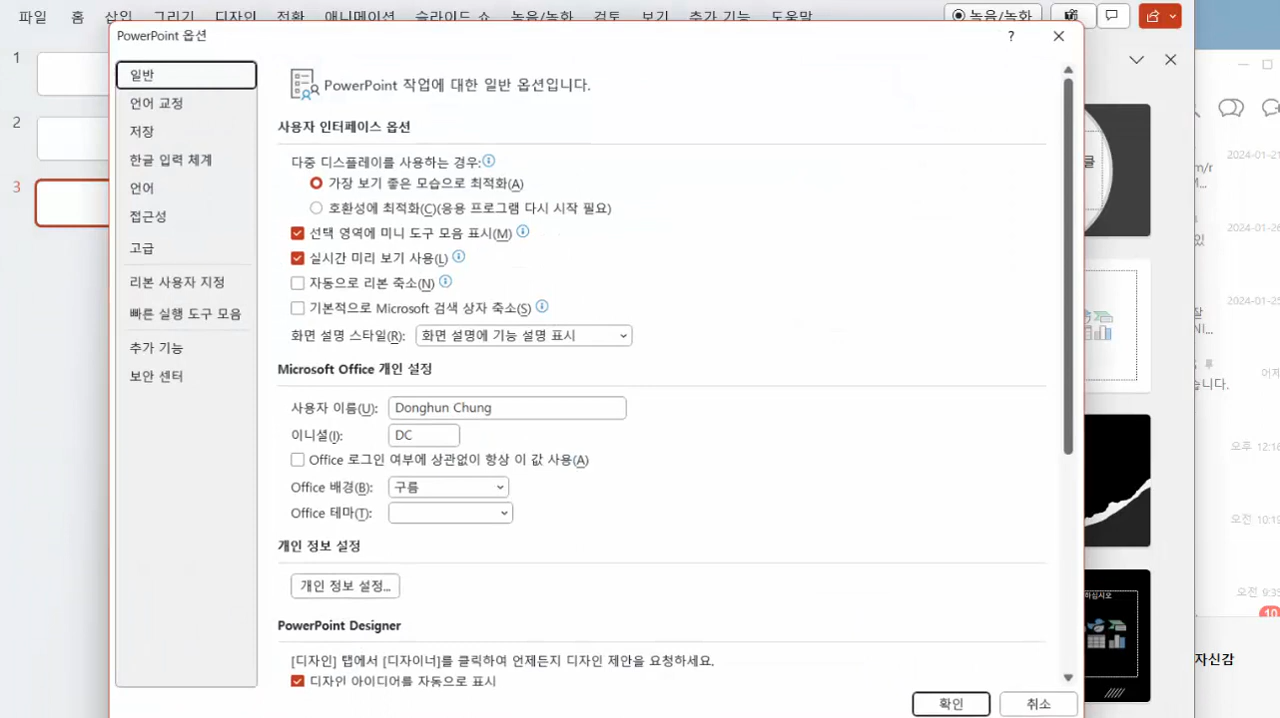 파일 홈 삽입 그리기 디자인 전환 애니메이션 슬라이드 쇼 녹음/녹화 검토 보기 추가 기능 도움말
녹음/녹화
PowerPoint 옵션
?
1
2
3
일반
언어 교정
저장
한글 입력 체계
언어
접근성
고급
리본 사용자 지정
빠른 실행 도구 모음
추가 기능
보안 센터
PowerPoint 작업에 대한 일반 옵션입니다.
사용자 인터페이스 옵션
다중 디스플레이를 사용하는 경우:
가장 보기 좋은 모습으로 최적화(A)
호환성에 최적화(C)(응용 프로그램 다시 시작 필요)
선택 영역에 미니 도구 모음 표시(M)
실시간 미리 보기 사용(L)
자동으로 리본 축소(N)
기본적으로 Microsoft 검색 상자 축소(S)
화면 설명 스타일(R): 화면 설명에 기능 설명 표시
Microsoft Office 개인 설정
사용자 이름(U): Donghun Chung
이니셜(I): DC
Office 로그인 여부에 상관없이 항상 이 값 사용(A)
Office 배경(B): 구름
Office 테마(T):
개인 정보 설정
개인 정보 설정...
PowerPoint Designer
[디자인] 탭에서 [디자이너]를 클릭하여 언제든지 디자인 제안을 요청하세요.
디자인 아이디어를 자동으로 표시
확인 취소
하십시오
2024-01-21
m/r
M...
2024-01-26
있
2024-01-25
잘
NI...
어제
습니다.
오후 12:16
오전 10:19
오전 9:35
10
자신감